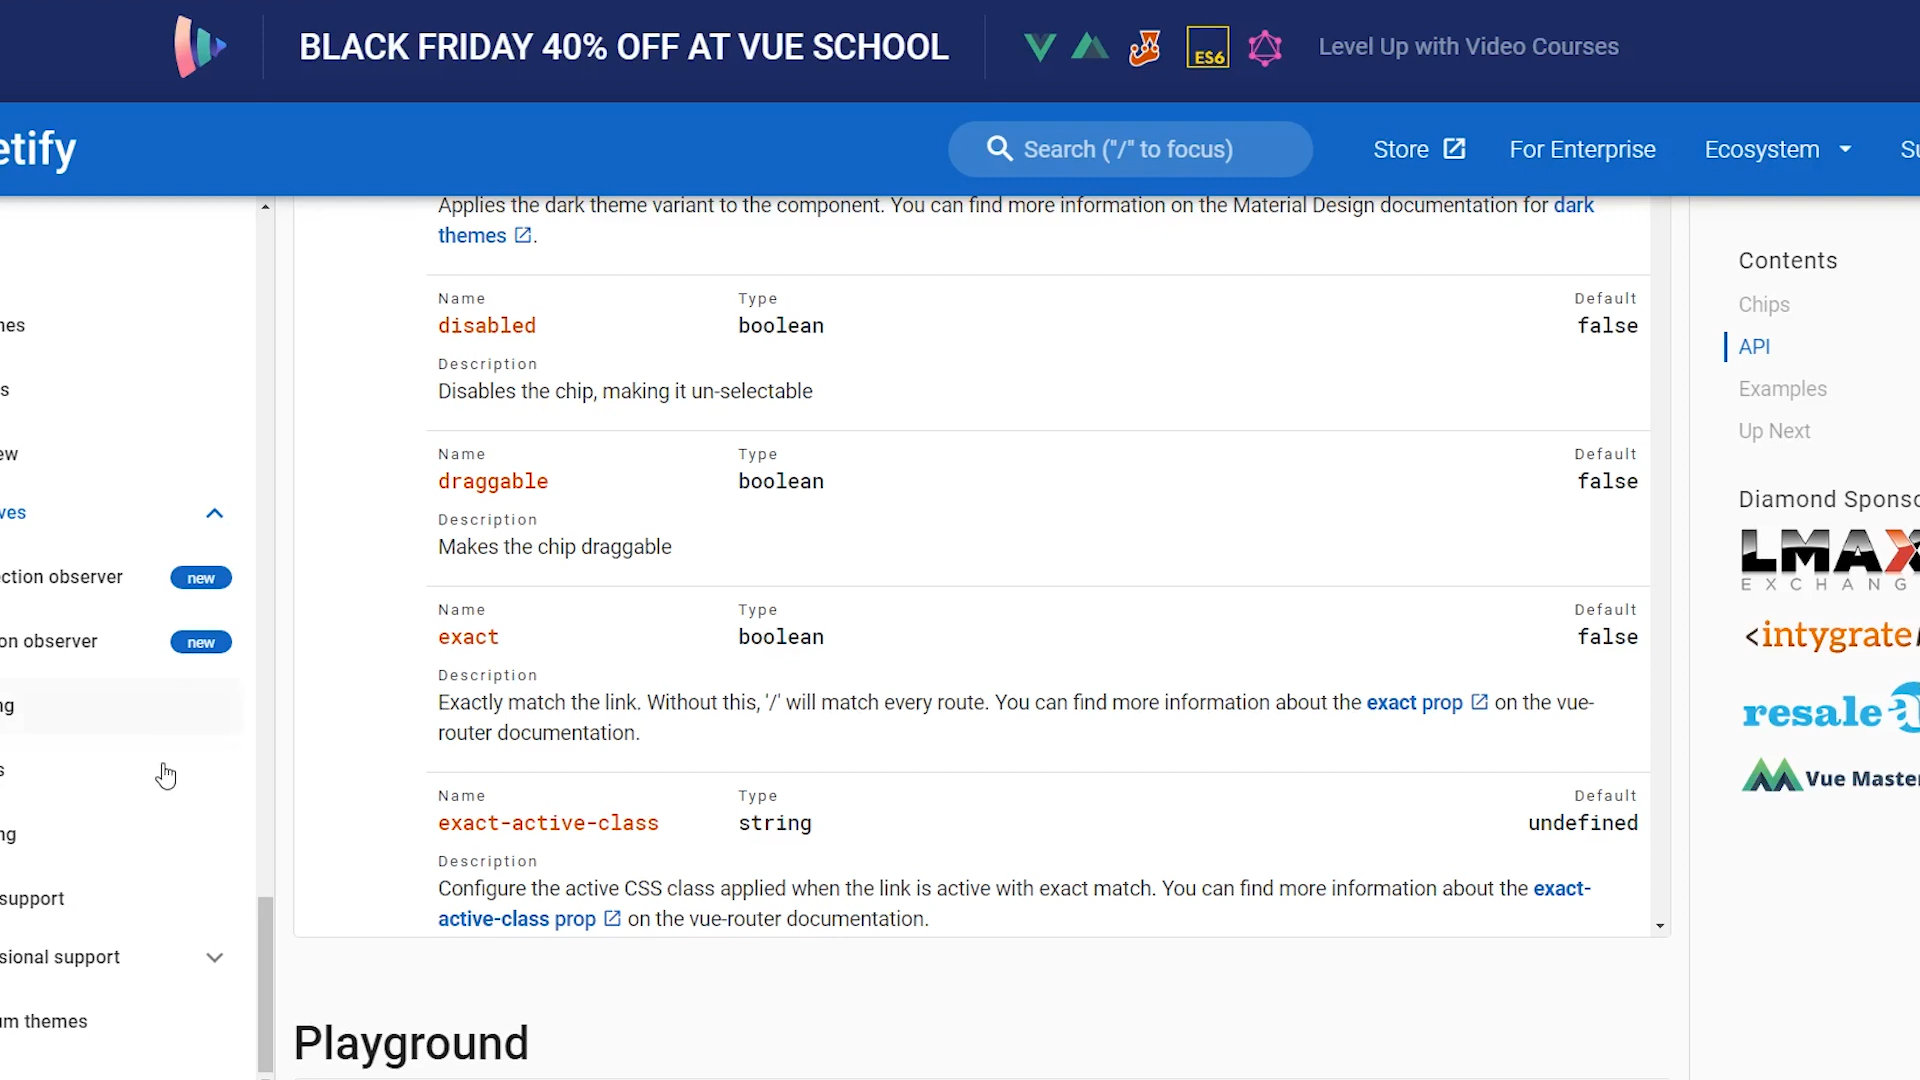 BLACK FRIDAY 40% OFF AT VUE SCHOOL
ES6
Level Up with Video Courses
etify
Search ("/" to focus)
Store
For Enterprise
Ecosystem
Su
Applies the dark theme variant to the component. You can find more information on the Material Design documentation for dark
themes .
Name Type Default
disabled boolean false
Description
Disables the chip, making it un-selectable
Name Type Default
draggable boolean false
Description
Makes the chip draggable
Name Type Default
exact boolean false
Description
Exactly match the link. Without this, '/' will match every route. You can find more information about the exact prop on the vue-
router documentation.
Name Type Default
exact-active-class string undefined
Description
Configure the active CSS class applied when the link is active with exact match. You can find more information about the exact-
active-class prop on the vue-router documentation.
Playground
nes
s
ew
ves
ection observer new
on observer new
ng
s
ng
support
sional support
um themes
Contents
Chips
API
Examples
Up Next
Diamond Sponso
LMAX
EXCHANG
<intygrate/
resale a
Vue Master